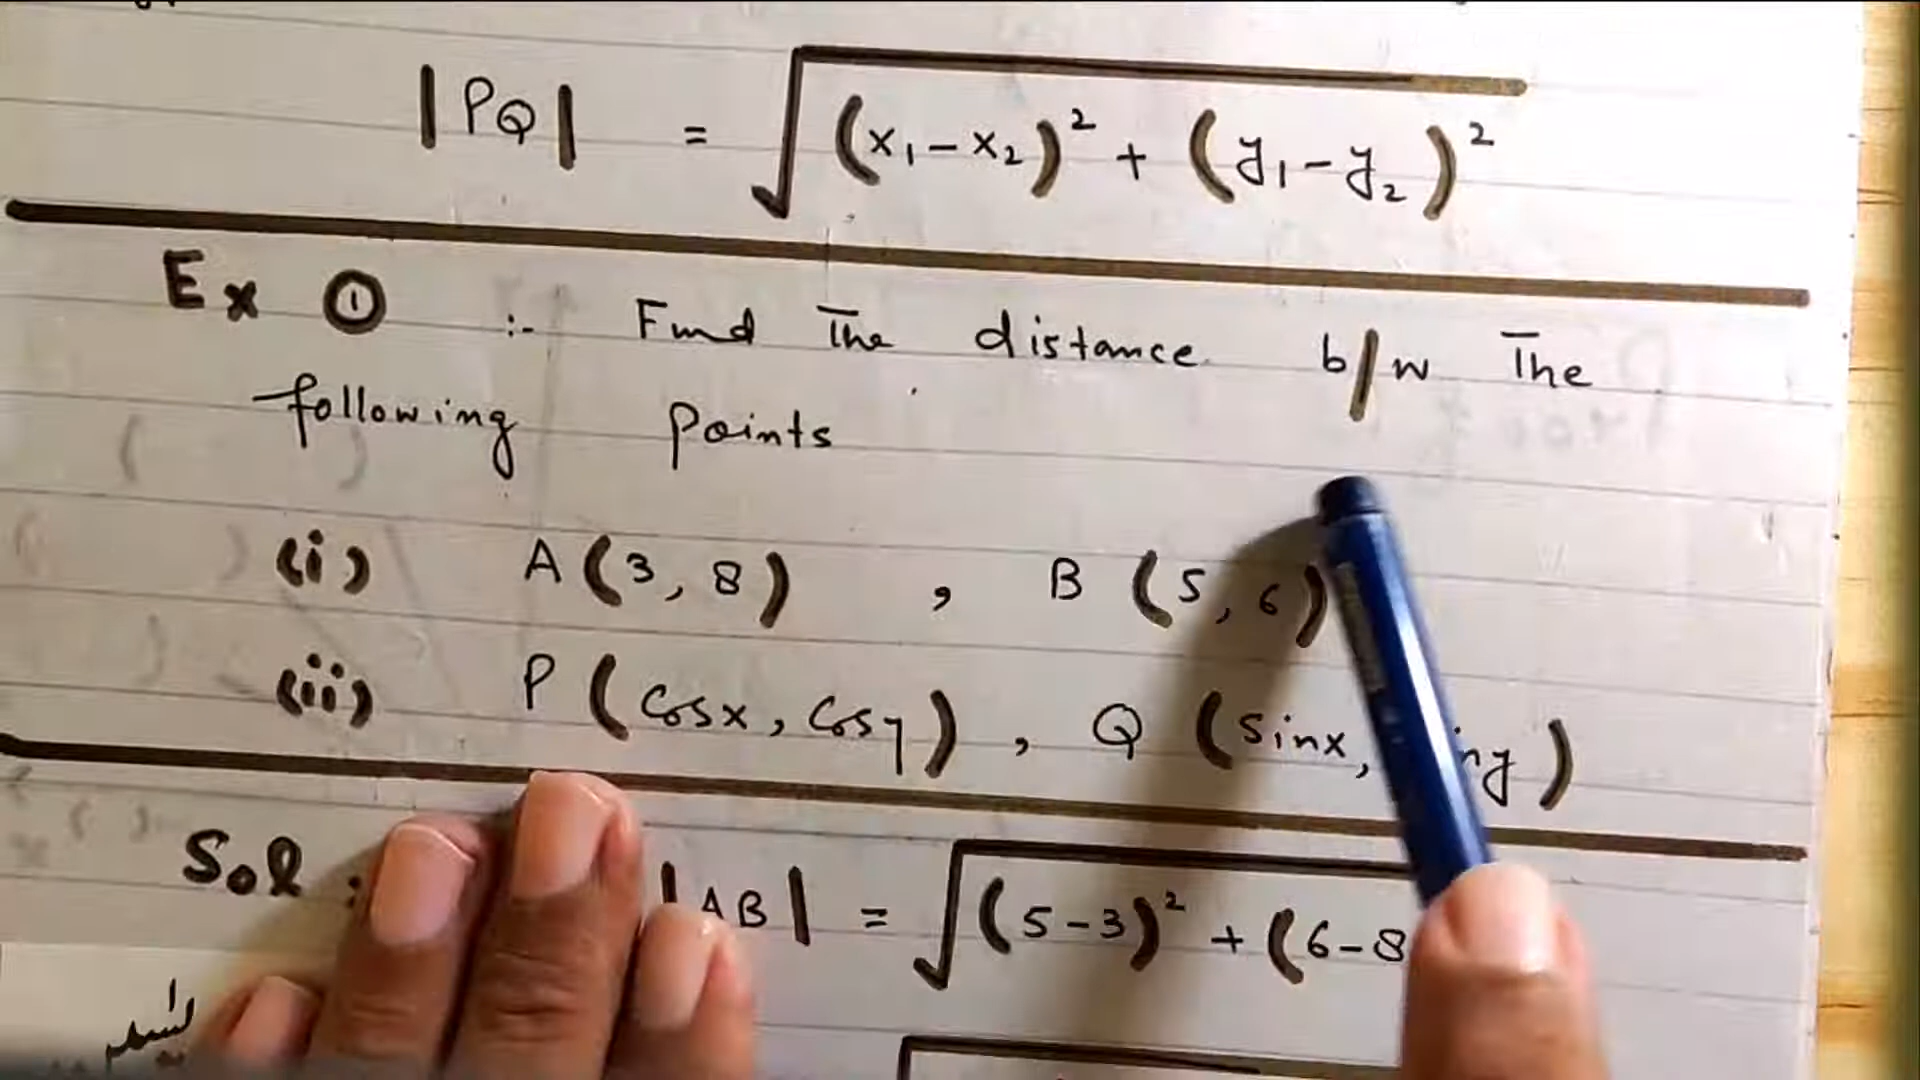 |PQ| = √(x₁-x₂)² + (y₁-y₂)²
Ex ① :- Find The distance b/w The
following points
(i) A(3, 8) , B (5, 6)
(ii) P (Cosx, Cosy) , Q (Sinx, ny)
Sol : |AB| = √(5-3)² + (6-8